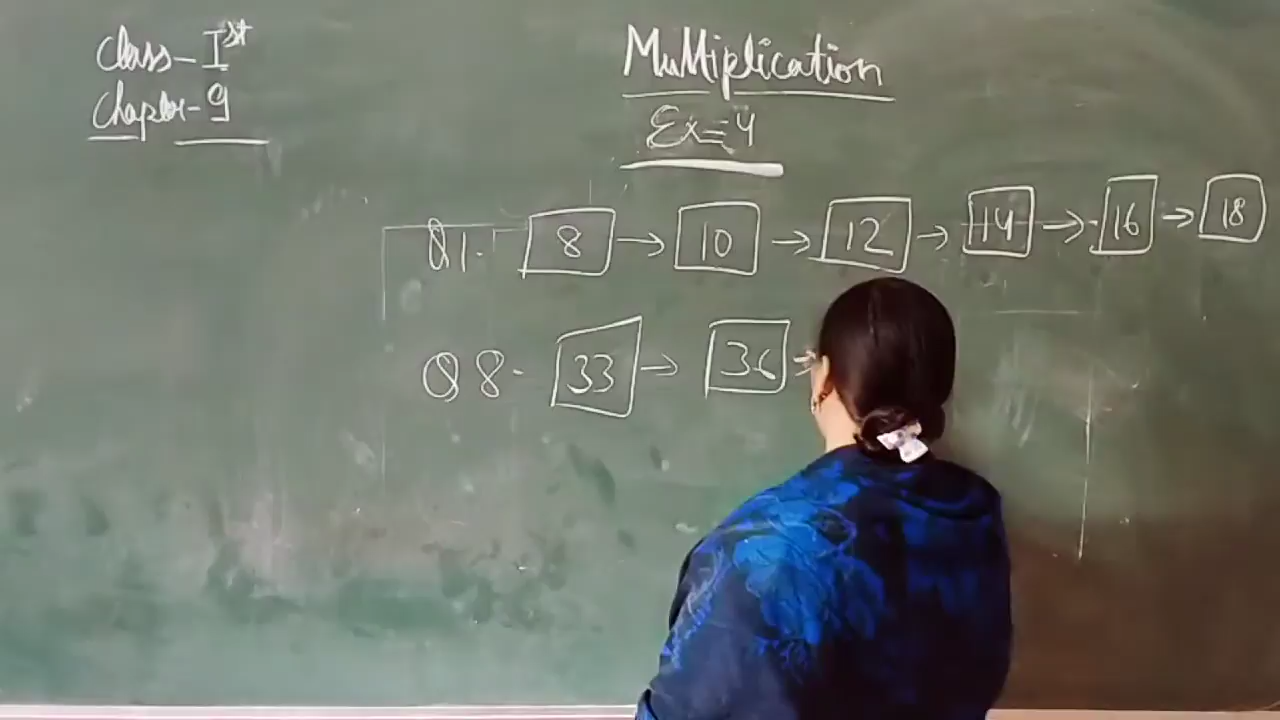 Class-Ist
Chapter-9
Multiplication
Ex=4
Q1. 8 → 10 → 12 → 14 → 16 → 18
Q8. 33 → 36 →